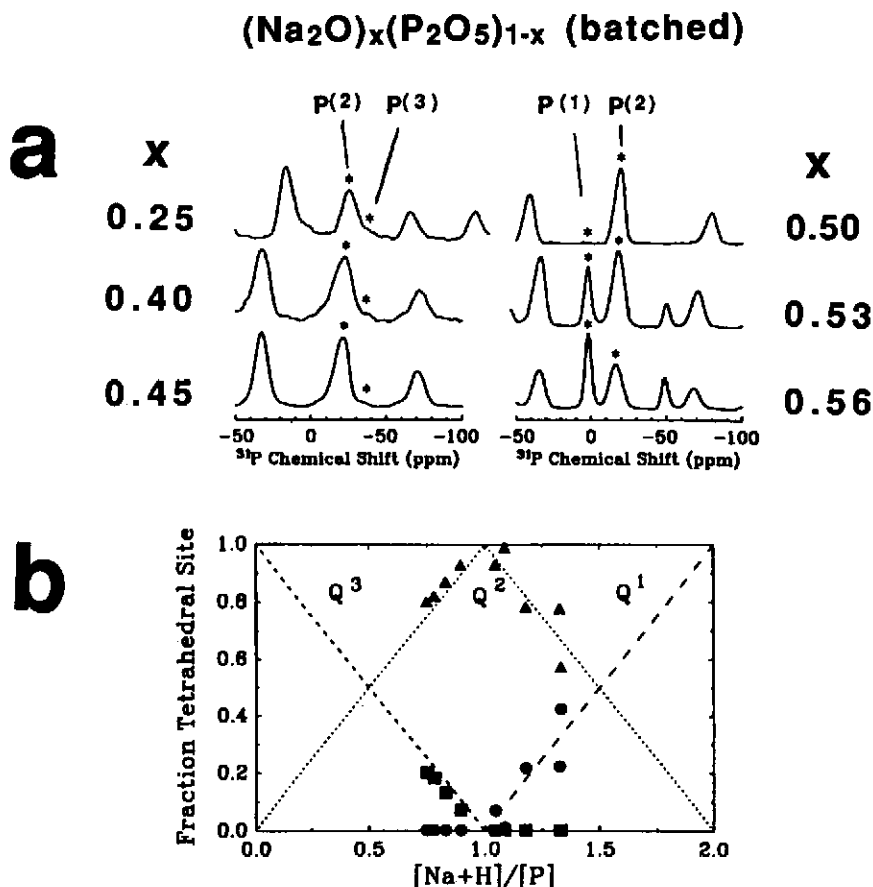 (Na₂O)ₓ(P₂O₅)₁₋ₓ (batched)
a
x
P(2) P(3)
P(1) P(2)
x
0.25
0.50
0.40
0.53
0.45
0.56
* * * * * *
* * * * * *
-50 0 -50 -100
-50 0 -50 -100
³¹P Chemical Shift (ppm)
³¹P Chemical Shift (ppm)
b
Fraction Tetrahedral Site
1.0
0.8
0.6
0.4
0.2
0.0
Q³ Q² Q¹
0.0 0.5 1.0 1.5 2.0
[Na+H]/[P]